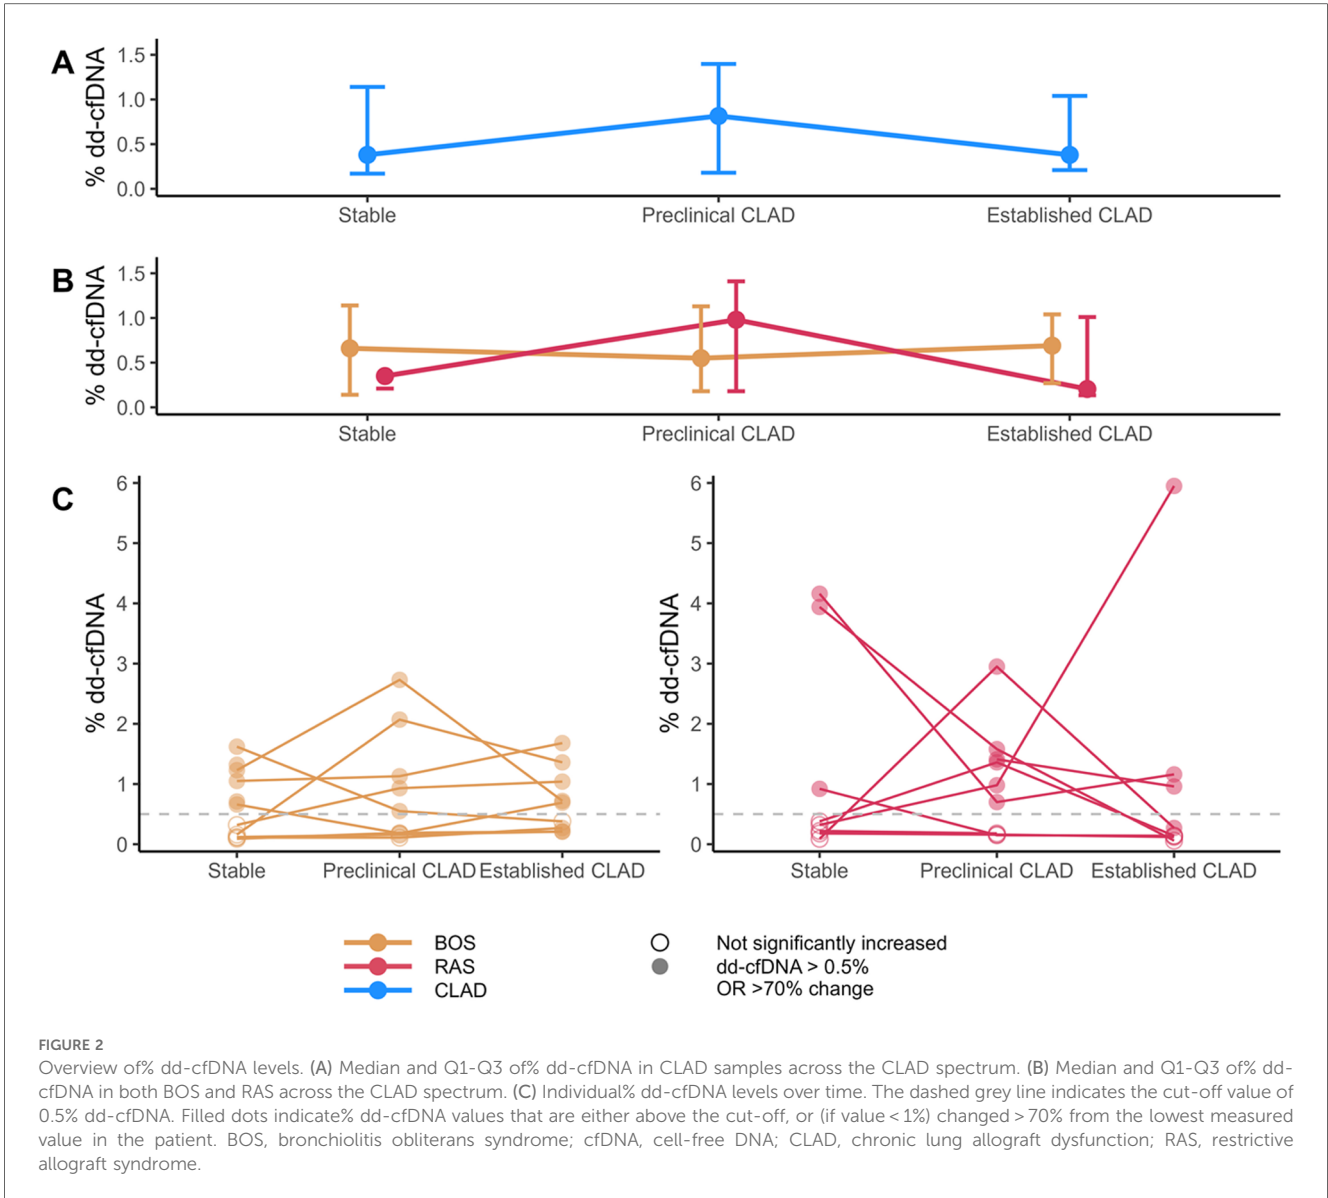 A
% dd-cfDNA
1.5
1.0
0.5
0.0
Stable
Preclinical CLAD
Established CLAD
B
% dd-cfDNA
1.5
1.0
0.5
0.0
Stable
Preclinical CLAD
Established CLAD
C
% dd-cfDNA
6
5
4
3
2
1
0
Stable
Preclinical CLAD
Established CLAD
% dd-cfDNA
6
5
4
3
2
1
0
Stable
Preclinical CLAD
Established CLAD
BOS
RAS
CLAD
Not significantly increased
dd-cfDNA > 0.5%
OR >70% change
FIGURE 2
Overview of% dd-cfDNA levels. (A) Median and Q1-Q3 of% dd-cfDNA in CLAD samples across the CLAD spectrum. (B) Median and Q1-Q3 of% dd-
cfDNA in both BOS and RAS across the CLAD spectrum. (C) Individual% dd-cfDNA levels over time. The dashed grey line indicates the cut-off value of
0.5% dd-cfDNA. Filled dots indicate% dd-cfDNA values that are either above the cut-off, or (if value < 1%) changed > 70% from the lowest measured
value in the patient. BOS, bronchiolitis obliterans syndrome; cfDNA, cell-free DNA; CLAD, chronic lung allograft dysfunction; RAS, restrictive
allograft syndrome.